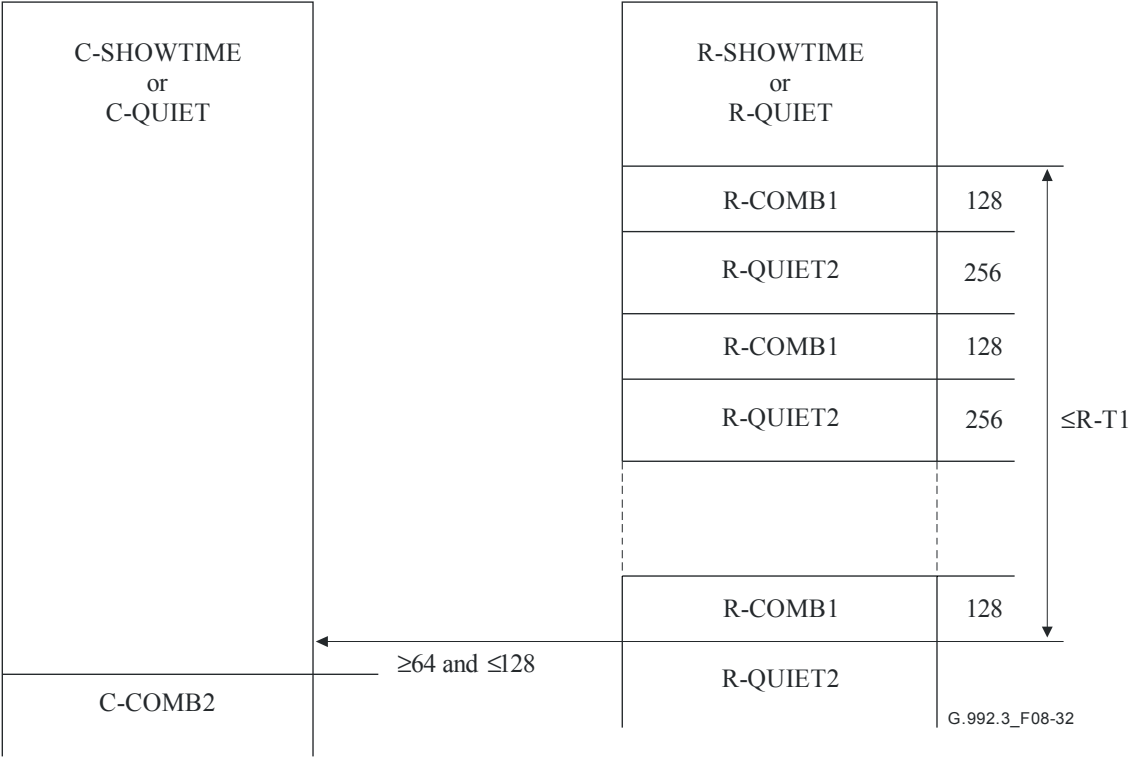 C-SHOWTIME
or
C-QUIET
R-SHOWTIME
or
R-QUIET
R-COMB1
128
R-QUIET2
256
R-COMB1
128
R-QUIET2
256
≤R-T1
R-COMB1
128
≥64 and ≤128
R-QUIET2
C-COMB2
G.992.3_F08-32